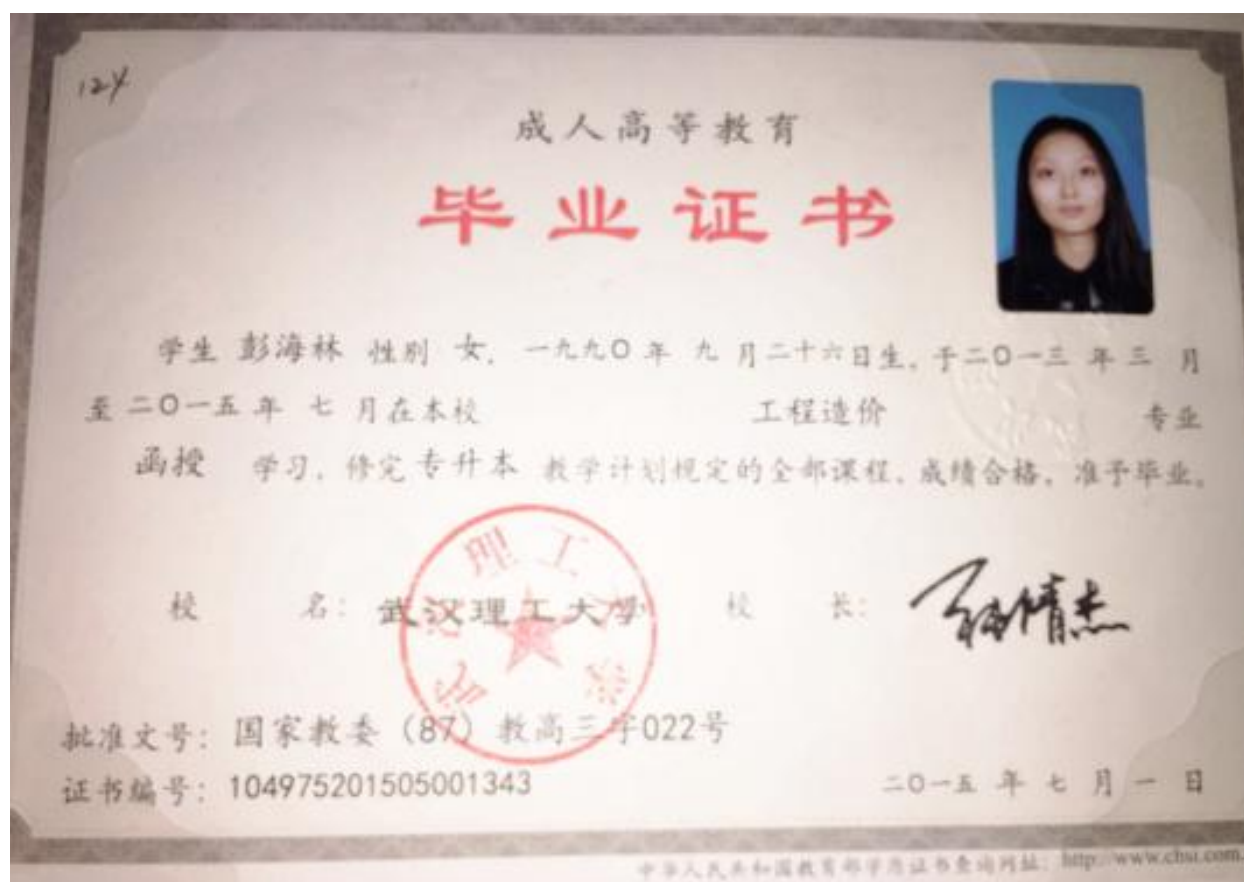 124
成人高等教育
毕业证书
学生 彭海林 性别 女, 一九九〇年 九 月二十六日生, 于二〇一三 年 三 月
至 二〇一五 年 七 月在本校 工程造价 专业
函授 学习, 修完 专升本 教学计划规定的全部课程, 成绩合格, 准予毕业。
校 名: 武汉理工大学 校 长:
武汉理工大学
批准文号: 国家教委 (87) 教高三字022号
证书编号: 104975201505001343 二〇一五 年 七 月 一 日
中华人民共和国教育部学历证书查询网址: http://www.chsi.com.